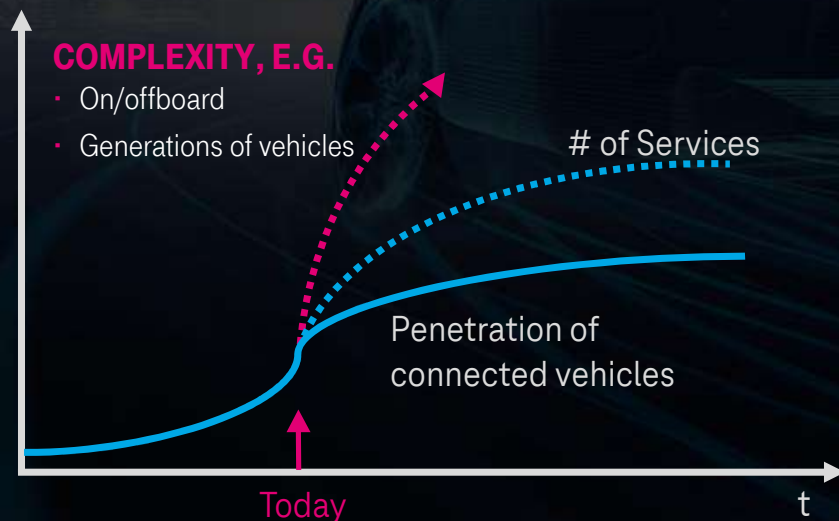 COMPLEXITY, E.G.
· On/offboard
· Generations of vehicles
# of Services
Penetration of
connected vehicles
Today
t